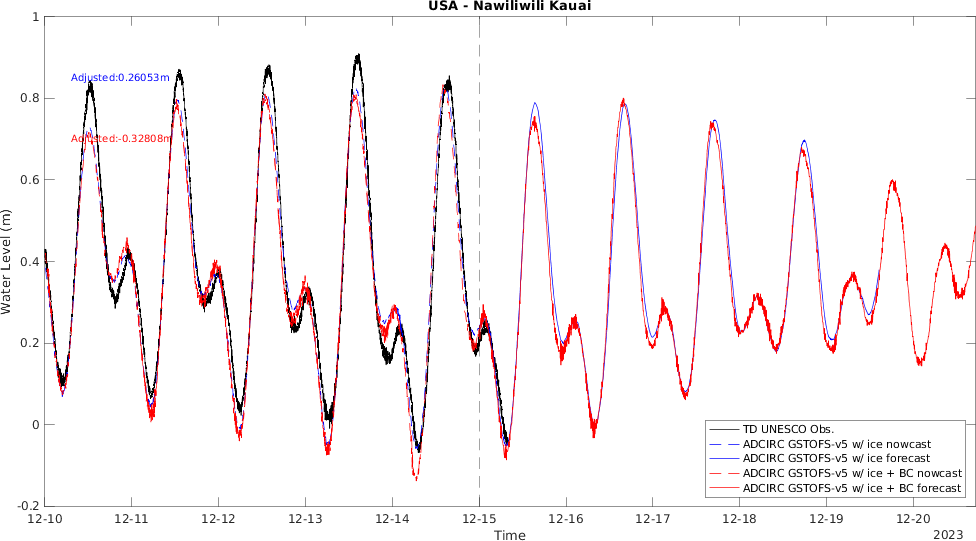 USA - Nawiliwili Kauai
1
0.8
0.6
0.4
0.2
0
-0.2
Water Level (m)
Adjusted:0.26053m
Adjusted:-0.32808m
TD UNESCO Obs.
ADCIRC GSTOFS-v5 w/ ice nowcast
ADCIRC GSTOFS-v5 w/ ice forecast
ADCIRC GSTOFS-v5 w/ ice + BC nowcast
ADCIRC GSTOFS-v5 w/ ice + BC forecast
12-10 12-11 12-12 12-13 12-14 12-15 12-16 12-17 12-18 12-19 12-20
Time
2023